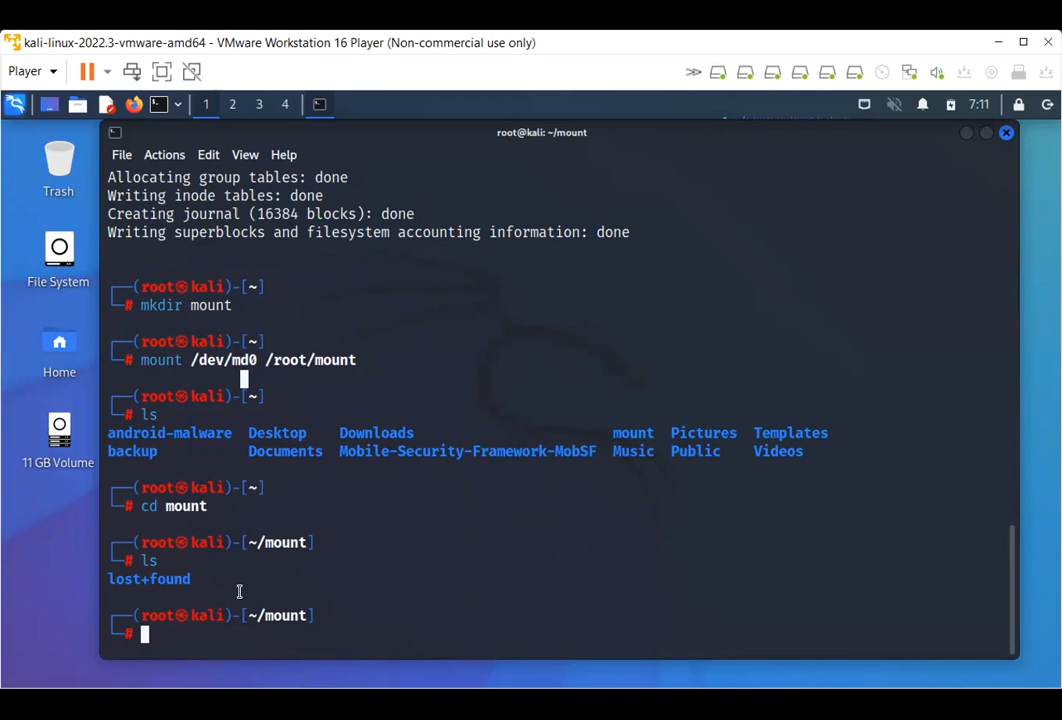 kali-linux-2022.3-vmware-amd64 - VMware Workstation 16 Player (Non-commercial use only)
Player
1 2 3 4 7:11
root@kali: ~/mount
File Actions Edit View Help
Trash
File System
Home
11 GB Volume
Allocating group tables: done
Writing inode tables: done
Creating journal (16384 blocks): done
Writing superblocks and filesystem accounting information: done
┌──(root㉿kali)-[~]
└─# mkdir mount
┌──(root㉿kali)-[~]
└─# mount /dev/md0 /root/mount
┌──(root㉿kali)-[~]
└─# ls
android-malware Desktop Downloads mount Pictures Templates
backup Documents Mobile-Security-Framework-MobSF Music Public Videos
┌──(root㉿kali)-[~]
└─# cd mount
┌──(root㉿kali)-[~/mount]
└─# ls
lost+found
┌──(root㉿kali)-[~/mount]
└─#